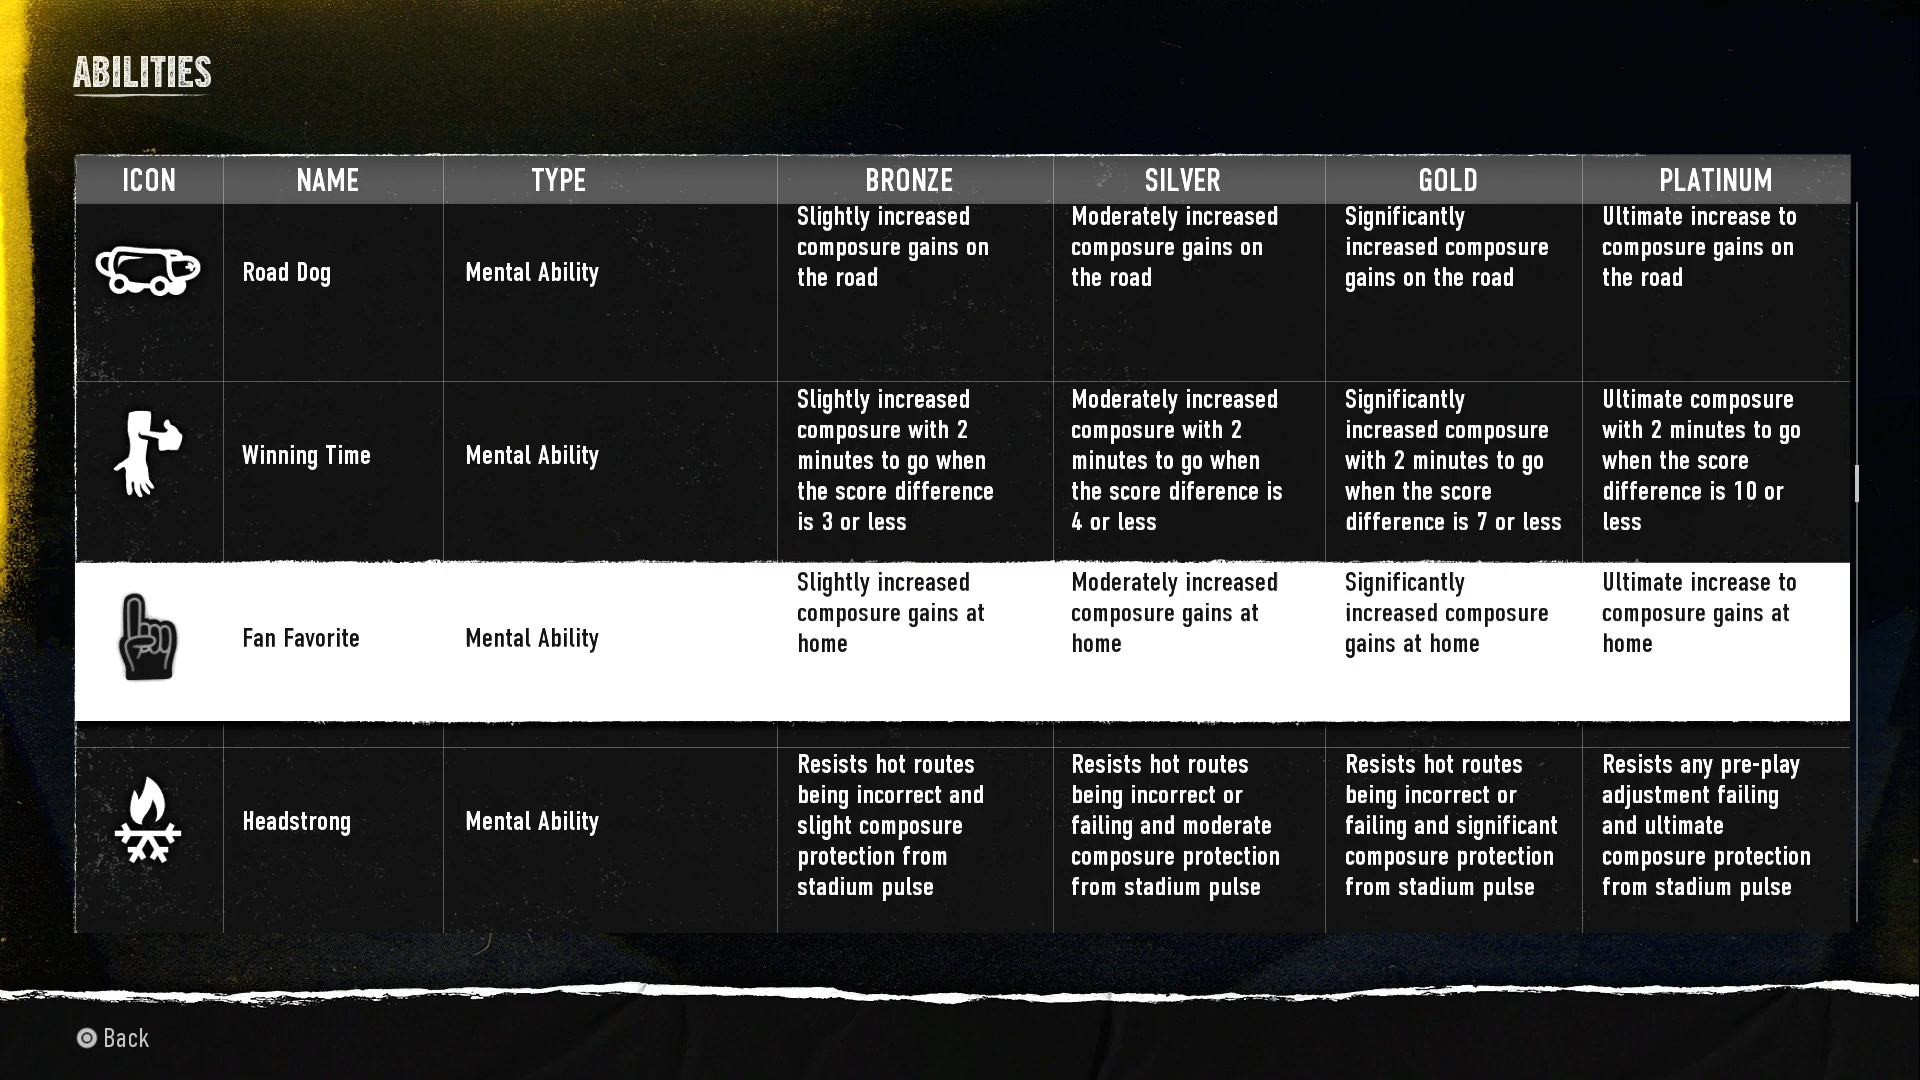 ABILITIES
ICON NAME TYPE BRONZE SILVER GOLD PLATINUM
Road Dog
Mental Ability
Slightly increased
composure gains on
the road
Moderately increased
composure gains on
the road
Significantly
increased composure
gains on the road
Ultimate increase to
composure gains on
the road
Winning Time
Mental Ability
Slightly increased
composure with 2
minutes to go when
the score difference
is 3 or less
Moderately increased
composure with 2
minutes to go when
the score diference is
4 or less
Significantly
increased composure
with 2 minutes to go
when the score
difference is 7 or less
Ultimate composure
with 2 minutes to go
when the score
difference is 10 or
less
Fan Favorite
Mental Ability
Slightly increased
composure gains at
home
Moderately increased
composure gains at
home
Significantly
increased composure
gains at home
Ultimate increase to
composure gains at
home
Headstrong
Mental Ability
Resists hot routes
being incorrect and
slight composure
protection from
stadium pulse
Resists hot routes
being incorrect or
failing and moderate
composure protection
from stadium pulse
Resists hot routes
being incorrect or
failing and significant
composure protection
from stadium pulse
Resists any pre-play
adjustment failing
and ultimate
composure protection
from stadium pulse
Back